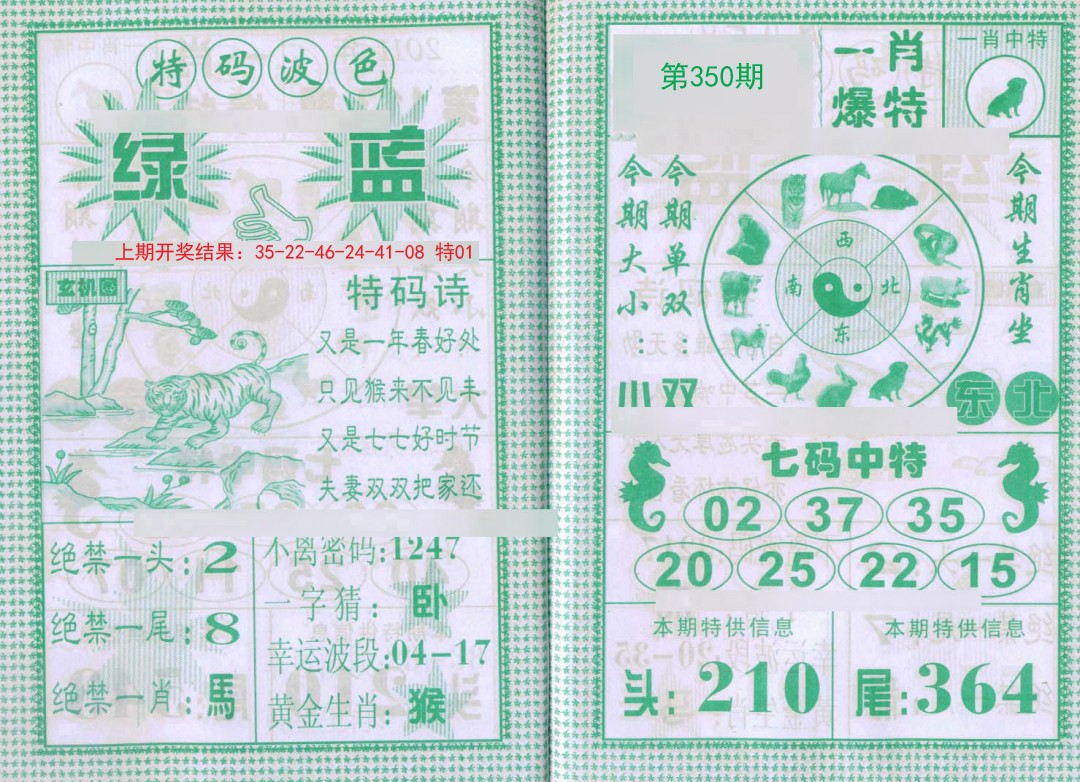 特码波色
绿 蓝
上期开奖结果：35-22-46-24-41-08 特01
玄机图
特码诗
又是一年春好处
只见猴来不见丰
又是七七好时节
夫妻双双把家还
绝禁一头：2
绝禁一尾：8
绝禁一肖：馬
不离密码：1247
一字猜：卧
幸运波段：04-17
黄金生肖：猴
第350期
一肖
爆特
一肖中特
今期大小：小
今期单双：双
西
南 北
东
今期生肖坐
东北
七码中特
02 37 35
20 25 22 15
本期特供信息
头：210
本期特供信息
尾：364